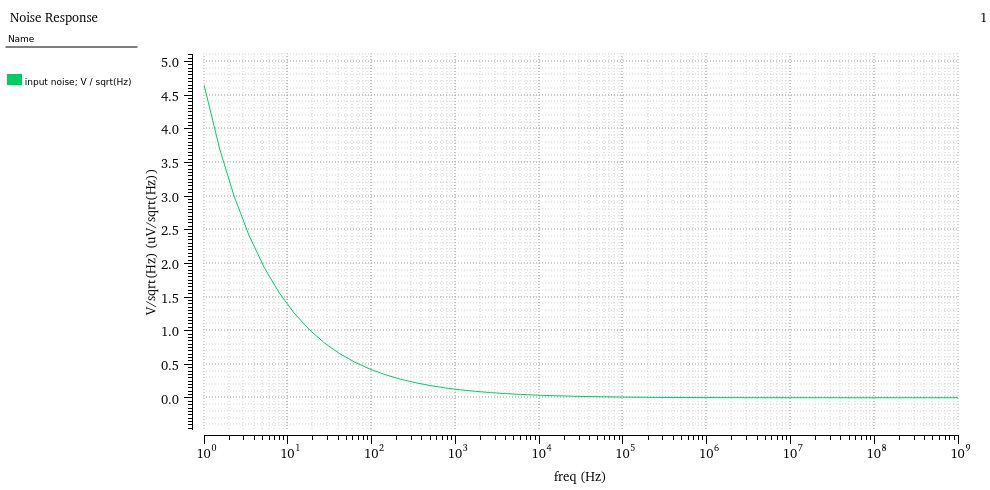 Noise Response
1
Name
input noise; V / sqrt(Hz)
V/sqrt(Hz) (uV/sqrt(Hz))
5.0
4.5
4.0
3.5
3.0
2.5
2.0
1.5
1.0
0.5
0.0
10⁰ 10¹ 10² 10³ 10⁴ 10⁵ 10⁶ 10⁷ 10⁸ 10⁹
freq (Hz)